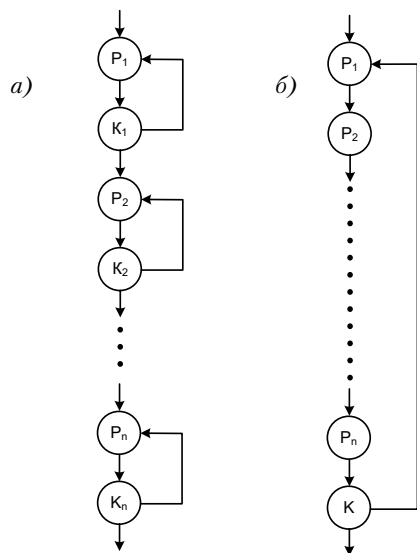 а)
P₁
K₁
P₂
K₂
Pₙ
Kₙ
б)
P₁
P₂
Pₙ
K